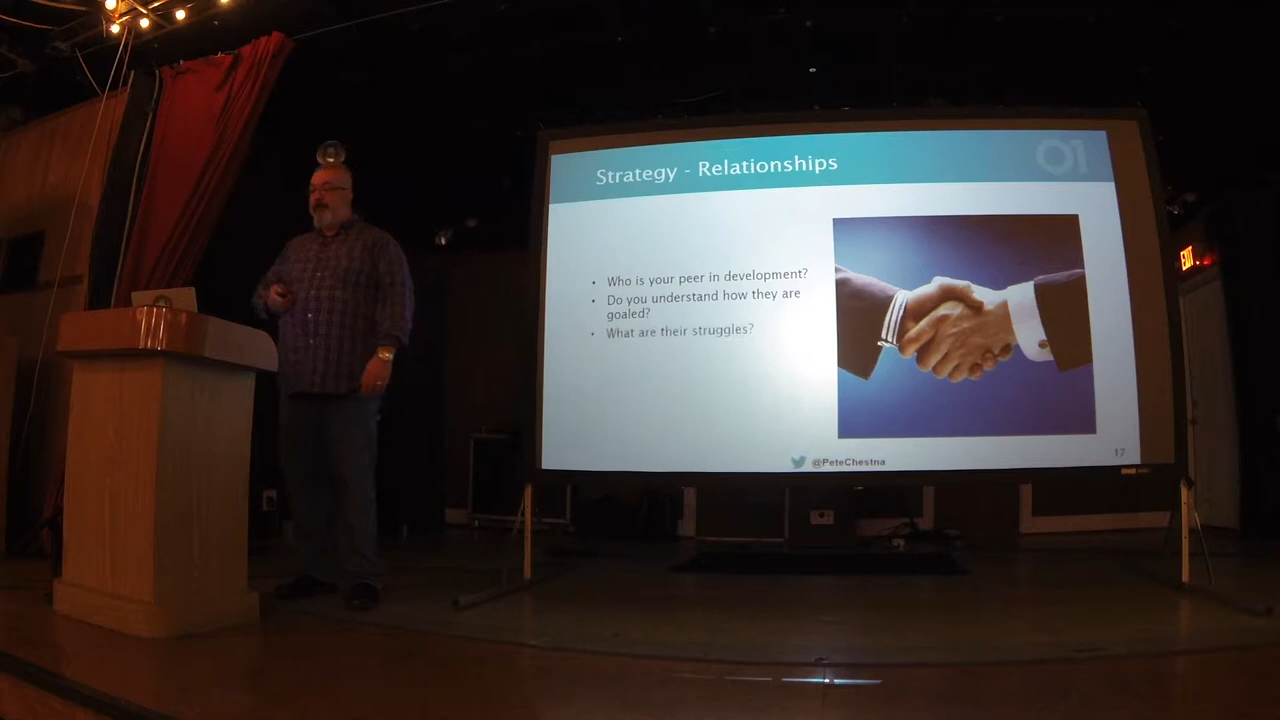 Strategy - Relationships
01
• Who is your peer in development?
• Do you understand how they are
goaled?
• What are their struggles?
@PeteChestna
17
EXIT